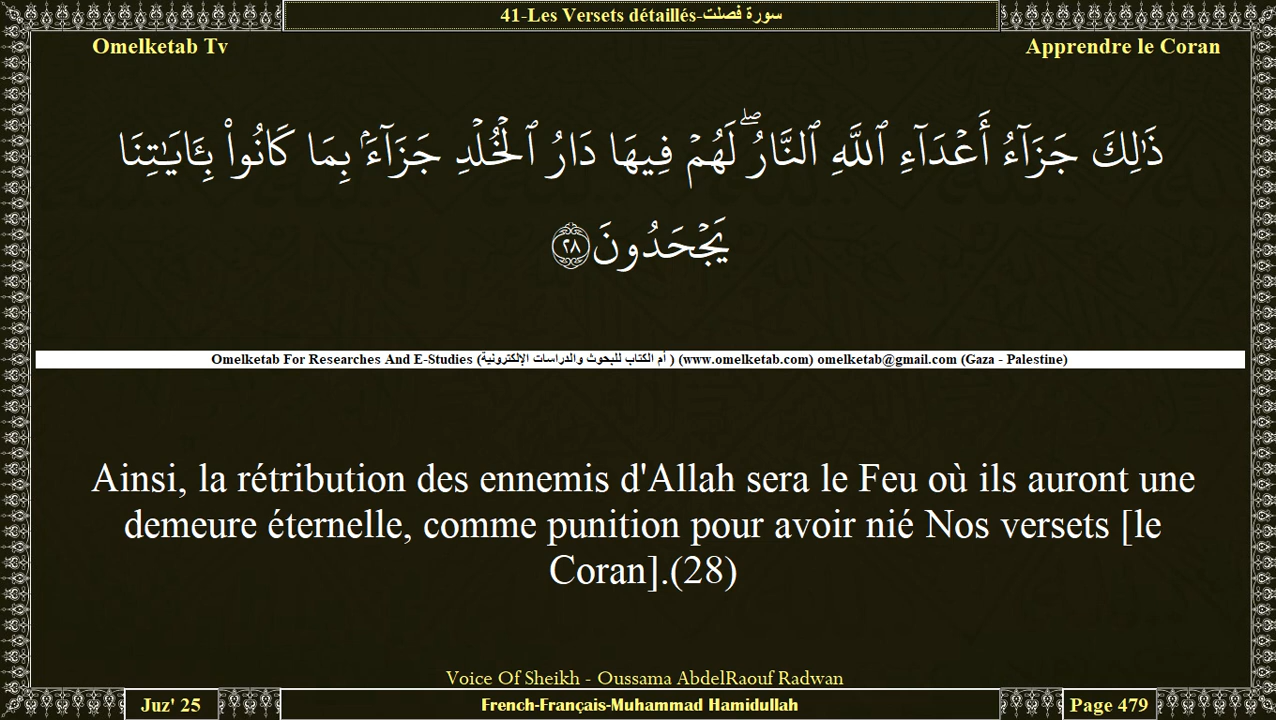 41-Les Versets détaillés-سورة فصلت
Omelketab Tv
Apprendre le Coran
ذَٰلِكَ جَزَآءُ أَعۡدَآءِ ٱللَّهِ ٱلنَّارُۖ لَهُمۡ فِيهَا دَارُ ٱلۡخُلۡدِ جَزَآءَۢ بِمَا كَانُواْ بِـَٔايَٰتِنَا
يَجۡحَدُونَ ٢٨
Omelketab For Researches And E-Studies (أم الكتاب للبحوث والدراسات الإلكترونية ) (www.omelketab.com) omelketab@gmail.com (Gaza - Palestine)
Ainsi, la rétribution des ennemis d'Allah sera le Feu où ils auront une
demeure éternelle, comme punition pour avoir nié Nos versets [le
Coran].(28)
Voice Of Sheikh - Oussama AbdelRaouf Radwan
Juz' 25
French-Français-Muhammad Hamidullah
Page 479